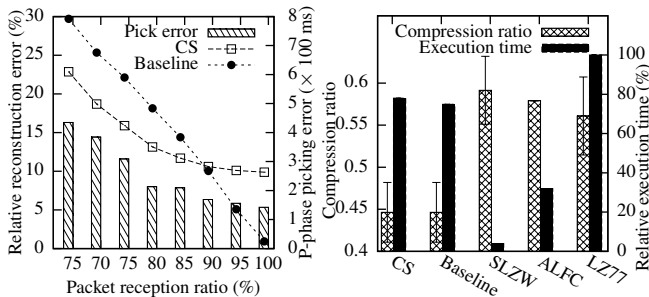 Relative reconstruction error (%)
30
25
20
15
10
5
0
Pick error
CS
Baseline
8
7
6
5
4
3
2
1
0
P-phase picking error (× 100 ms)
75 70 75 80 85 90 95 100
Packet reception ratio (%)
Compression ratio
0.6
0.55
0.5
0.45
0.4
Compression ratio
Execution time
100
80
60
40
20
0
Relative execution time (%)
CS
Baseline
SLZW
ALFC
LZ77